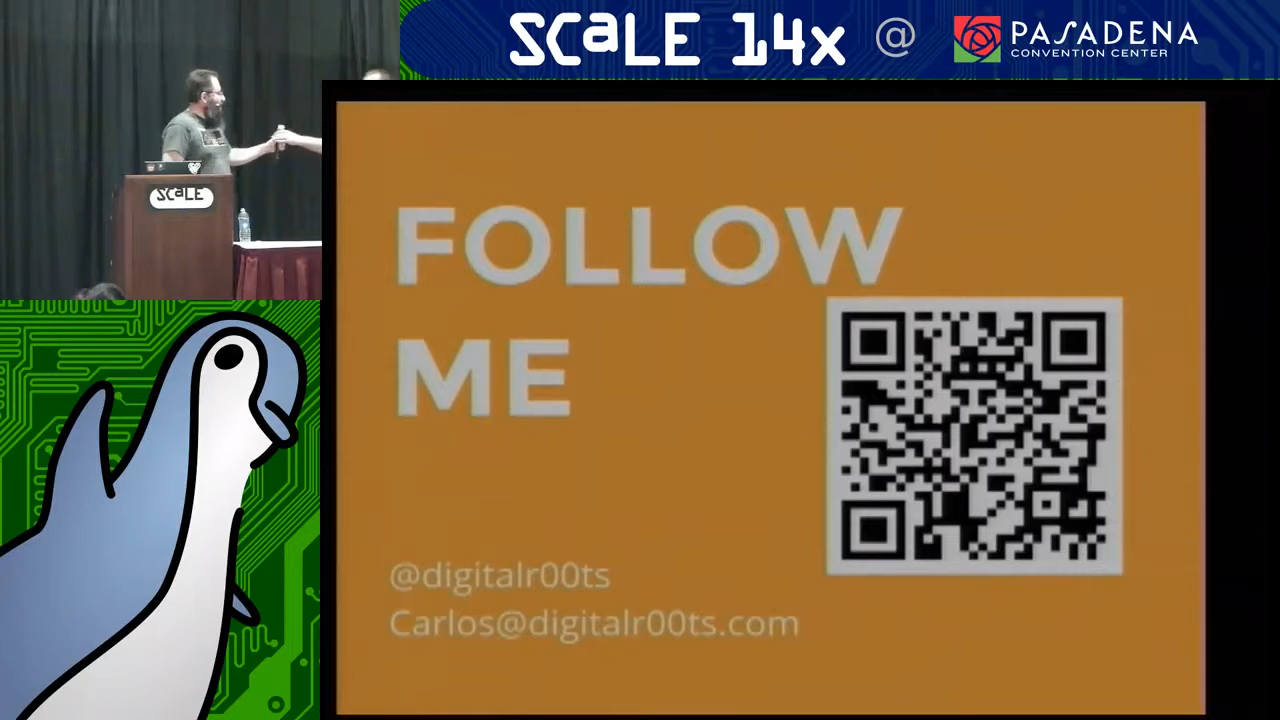 SCaLE 14x @ PASADENA
CONVENTION CENTER
SCaLE
FOLLOW
ME
@digitalr00ts
Carlos@digitalr00ts.com